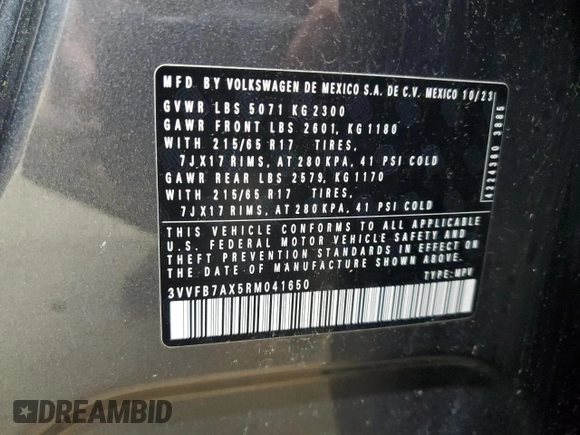 MFD BY VOLKSWAGEN DE MEXICO S.A. DE C.V. MEXICO 10/23
GVWR LBS 5071 KG 2300
GAWR FRONT LBS 2601, KG 1180
WITH 215/65 R17 TIRES,
7JX17 RIMS, AT 280 KPA, 41 PSI COLD
GAWR REAR LBS 2579, KG 1170
WITH 215/65 R17 TIRES,
7JX17 RIMS, AT 280 KPA, 41 PSI COLD
THIS VEHICLE CONFORMS TO ALL APPLICABLE
U.S. FEDERAL MOTOR VEHICLE SAFETY AND
THEFT PREVENTION STANDARDS IN EFFECT ON
THE DATE OF MANUFACTURE SHOWN ABOVE.
3VVFB7AX5RM041650
TYPE: MPV
4224360 3885
DREAMBID